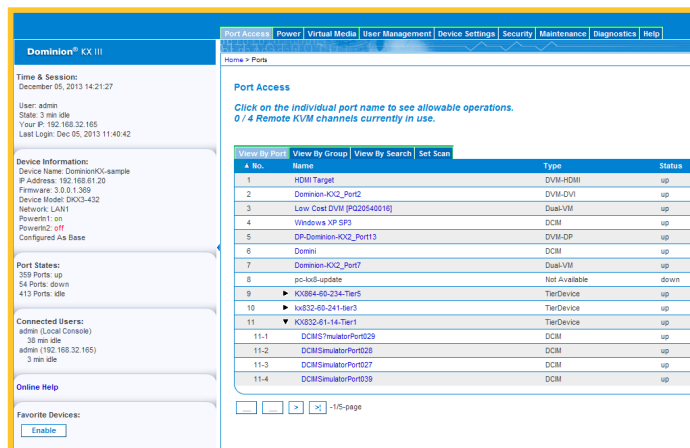 Port Access Power Virtual Media User Management Device Settings Security Maintenance Diagnostics Help
Dominion® KX III
Home > Ports
Time & Session:
December 05, 2013 14:21:27
User: admin
State: 3 min idle
Your IP: 192.168.32.165
Last Login: Dec 05, 2013 11:40:42
Device Information:
Device Name: DominionKX-sample
IP Address: 192.168.61.20
Firmware: 3.0.0.1.369
Device Model: DKX3-432
Network: LAN1
PowerIn1: on
PowerIn2: off
Configured As Base
Port States:
359 Ports: up
54 Ports: down
413 Ports: idle
Connected Users:
admin (Local Console)
38 min idle
admin (192.168.32.165)
3 min idle
Online Help
Favorite Devices:
Enable
Port Access
Click on the individual port name to see allowable operations.
0 / 4 Remote KVM channels currently in use.
View By Port View By Group View By Search Set Scan
▲ No. Name Type Status
1 HDMI Target DVM-HDMI up
2 Dominion-KX2_Port2 DVM-DVI up
3 Low Cost DVM [PQ20540016] Dual-VM up
4 Windows XP SP3 DCIM up
5 DP-Dominion-KX2_Port13 DVM-DP up
6 Domini DCIM up
7 Dominion-KX2_Port7 Dual-VM up
8 pc-kx8-update Not Available down
9 ► KX864-60-234-Tier5 TierDevice up
10 ► kx832-60-241-tier3 TierDevice up
11 ▼ KX832-61-14-Tier1 TierDevice up
11-1 DCIMS?mulatorPort029 DCIM up
11-2 DCIMSimulatorPort028 DCIM up
11-3 DCIMSimulatorPort027 DCIM up
11-4 DCIMSimulatorPort039 DCIM up
... ... > >| -1/5-page